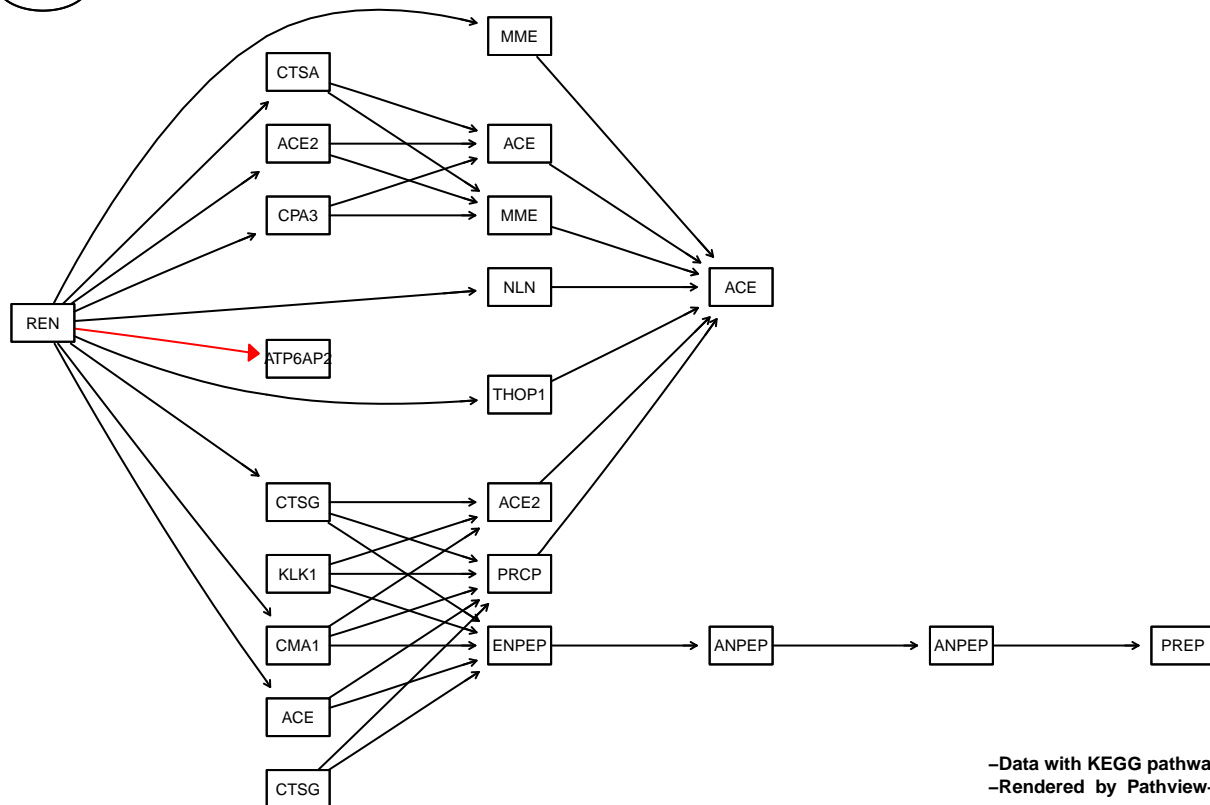 MME
CTSA
ACE2
ACE
CPA3
MME
NLN
ACE
REN
ATP6AP2
THOP1
CTSG
ACE2
KLK1
PRCP
CMA1
ENPEP
ANPEP
ANPEP
PREP
ACE
CTSG
–Data with KEGG pathwa
–Rendered by Pathview